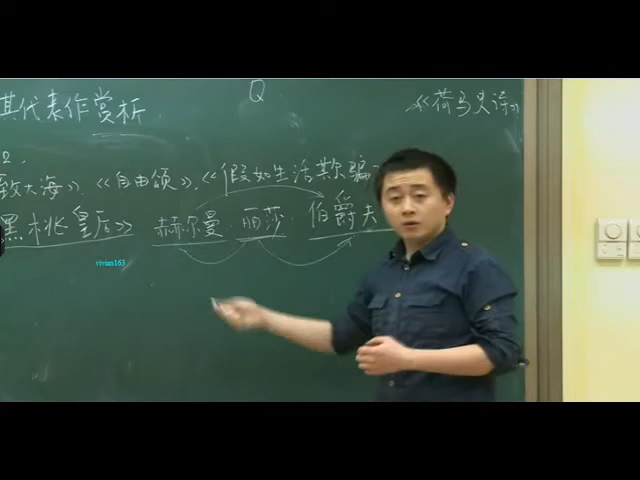 其代表作赏析
Q
《荷马史诗》
致大海》、《自由颂》、《假如生活欺骗
黑桃皇后》 赫尔曼、丽莎、伯爵夫
vivian163